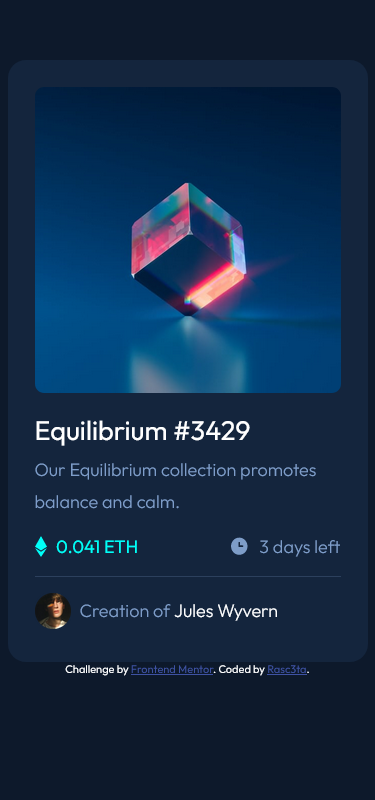 Equilibrium #3429
Our Equilibrium collection promotes
balance and calm.
0.041 ETH
3 days left
Creation of Jules Wyvern
Challenge by Frontend Mentor. Coded by Rasc3ta.